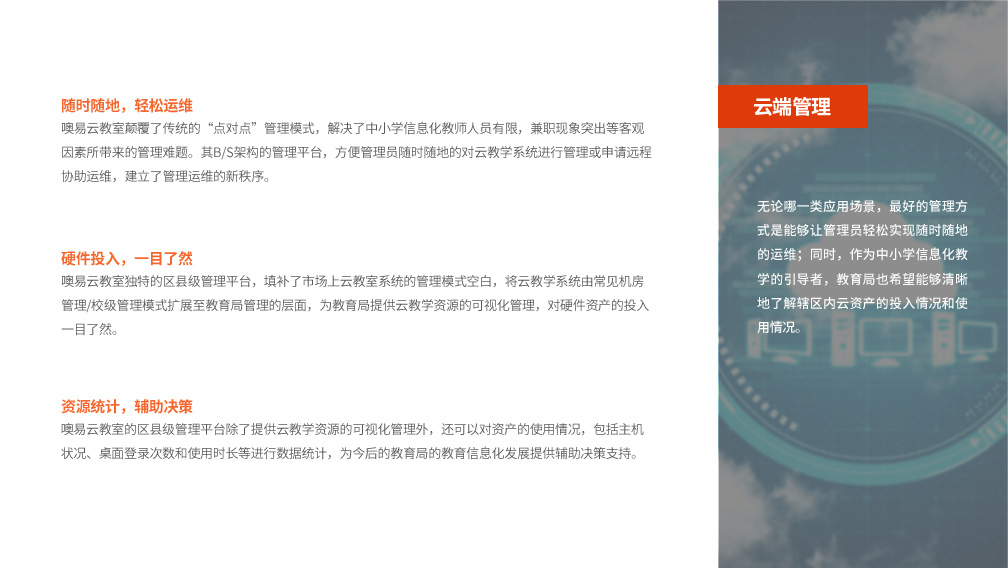 随时随地，轻松运维
噢易云教室颠覆了传统的“点对点”管理模式，解决了中小学信息化教师人员有限，兼职现象突出等客观
因素所带来的管理难题。其B/S架构的管理平台，方便管理员随时随地的对云教学系统进行管理或申请远程
协助运维，建立了管理运维的新秩序。
硬件投入，一目了然
噢易云教室独特的区县级管理平台，填补了市场上云教室系统的管理模式空白，将云教学系统由常见机房
管理/校级管理模式扩展至教育局管理的层面，为教育局提供云教学资源的可视化管理，对硬件资产的投入
一目了然。
资源统计，辅助决策
噢易云教室的区县级管理平台除了提供云教学资源的可视化管理外，还可以对资产的使用情况，包括主机
状况、桌面登录次数和使用时长等进行数据统计，为今后的教育局的教育信息化发展提供辅助决策支持。
云端管理
无论哪一类应用场景，最好的管理方
式是能够让管理员轻松实现随时随地
的运维；同时，作为中小学信息化教
学的引导者，教育局也希望能够清晰
地了解辖区内云资产的投入情况和使
用情况。